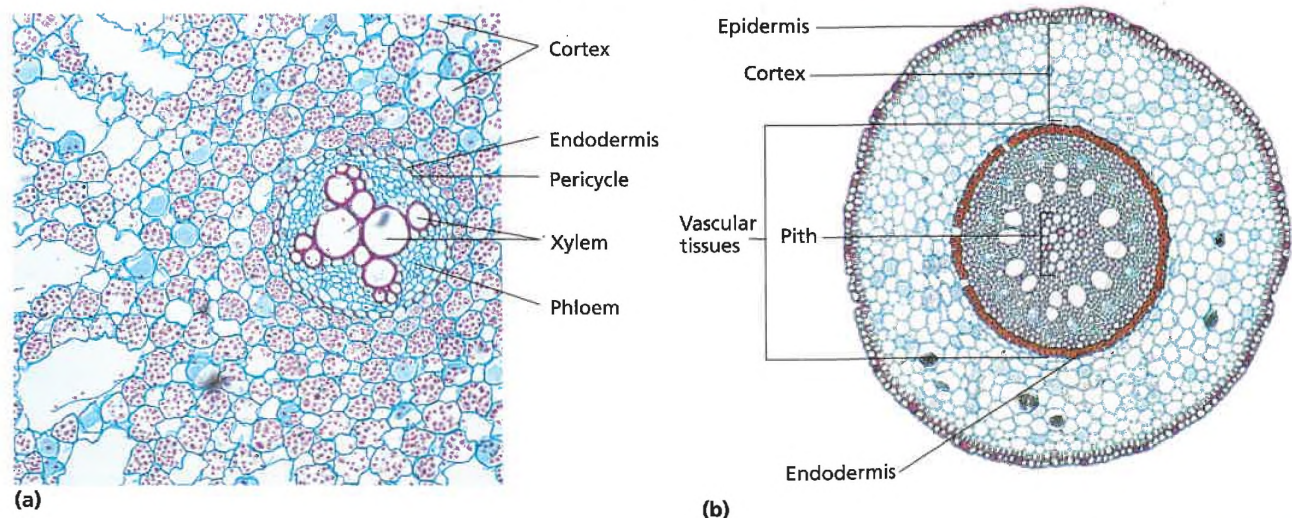 Cortex
Endodermis
Pericycle
Xylem
Phloem
(a)
Epidermis
Cortex
Vascular
tissues
Pith
Endodermis
(b)